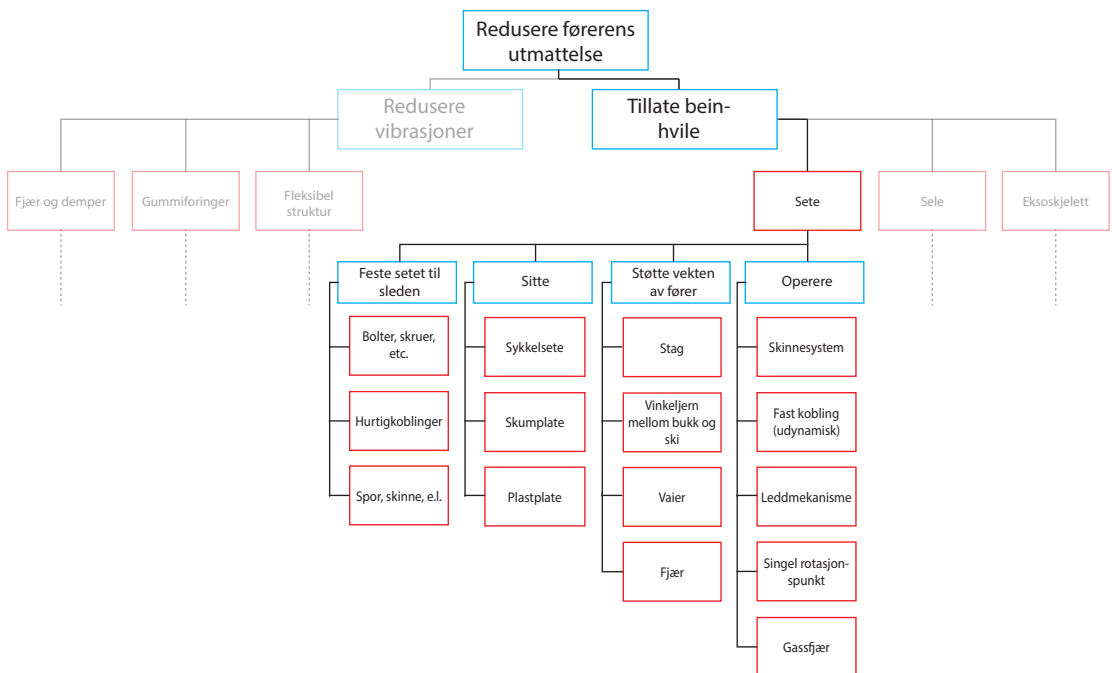 Redusere førerens
utmattelse
Redusere
vibrasjoner
Tillate bein-
hvile
Fjær og demper
Gummiforinger
Fleksibel
struktur
Sete
Sele
Eksoskjelett
Feste setet til
sleden
Sitte
Støtte vekten
av fører
Operere
Bolter, skruer,
etc.
Sykkelsete
Stag
Skinnesystem
Hurtigkoblinger
Skumplate
Vinkeljern
mellom bukk og
ski
Fast kobling
(udynamisk)
Spor, skinne, e.l.
Plastplate
Vaier
Leddmekanisme
Fjær
Singel rotasjon-
spunkt
Gassfjær